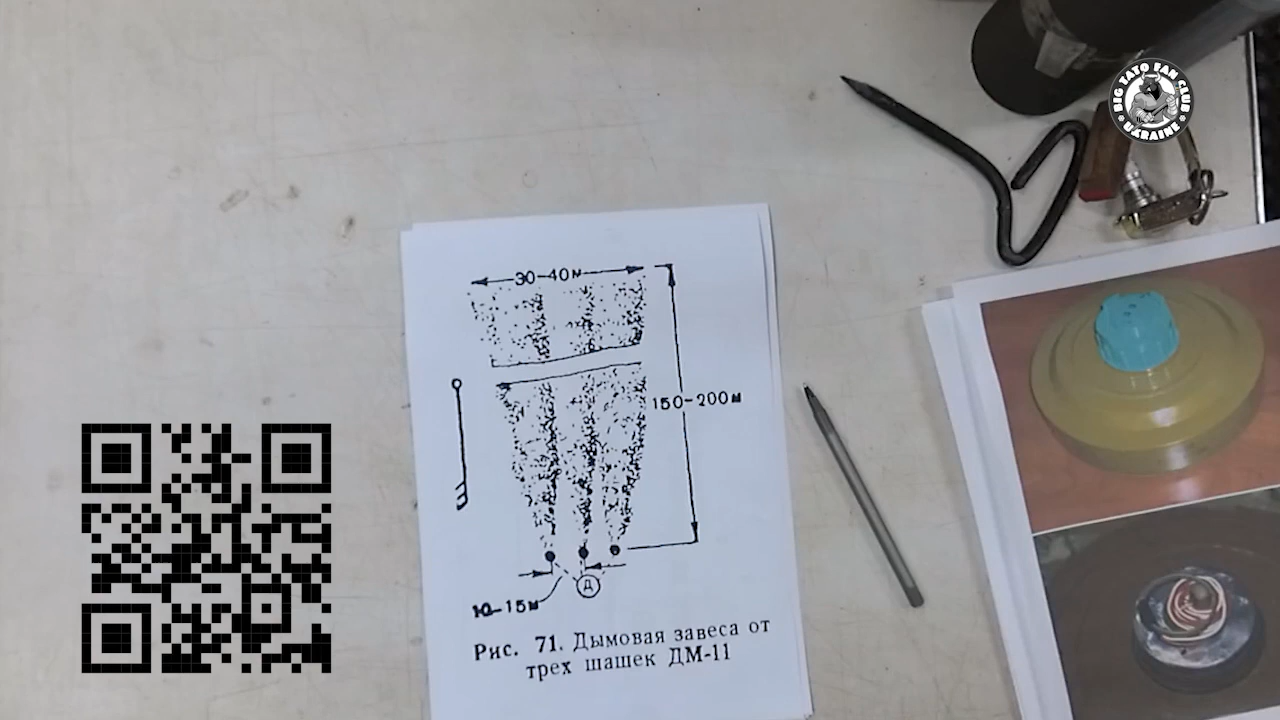 BIG TATO FAN CLUB
UKRAINE
30-40м
150-200м
10-15м
Д
Рис. 71. Дымовая завеса от
трех шашек ДМ-11